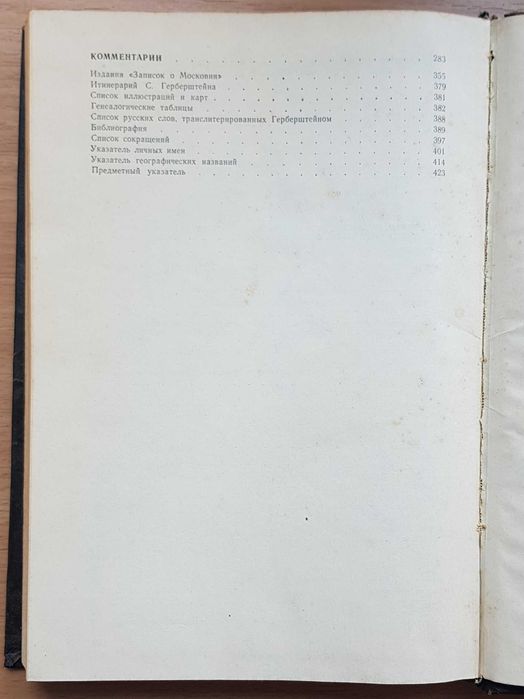 КОММЕНТАРИИ . . . . . . . . . . . . . . . . . 283
Издания «Записок о Московии» . . . . . . . . . . . . 355
Итинерарий С. Герберштейна . . . . . . . . . . . . 379
Список иллюстраций и карт . . . . . . . . . . . . 381
Генеалогические таблицы . . . . . . . . . . . . . 382
Список русских слов, транслитерированных Герберштейном . . . . . . 388
Библиография . . . . . . . . . . . . . . . . 389
Список сокращений . . . . . . . . . . . . . . . 397
Указатель личных имен . . . . . . . . . . . . . . 401
Указатель географических названий . . . . . . . . . . . 414
Предметный указатель . . . . . . . . . . . . . . 423